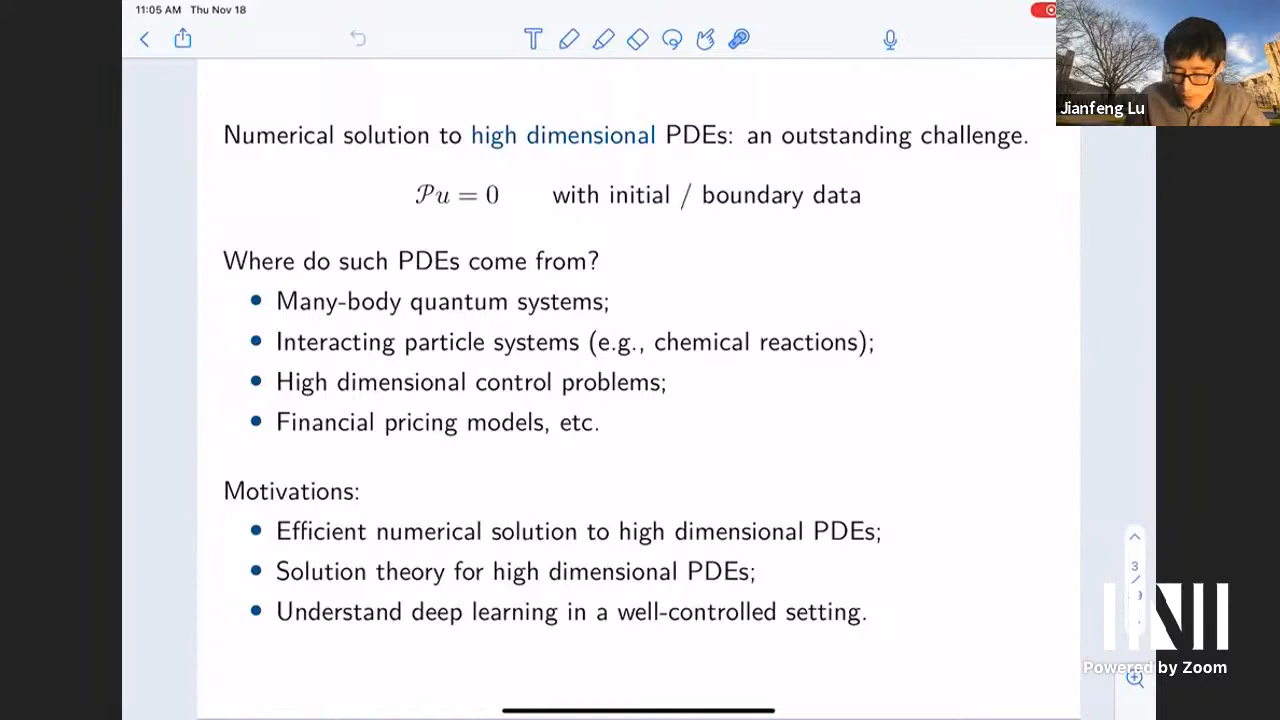 11:05 AM Thu Nov 18
Jianfeng Lu
Numerical solution to high dimensional PDEs: an outstanding challenge.
𝒫u = 0 with initial / boundary data
Where do such PDEs come from?
• Many-body quantum systems;
• Interacting particle systems (e.g., chemical reactions);
• High dimensional control problems;
• Financial pricing models, etc.
Motivations:
• Efficient numerical solution to high dimensional PDEs;
• Solution theory for high dimensional PDEs;
• Understand deep learning in a well-controlled setting.
3
/
Powered by Zoom